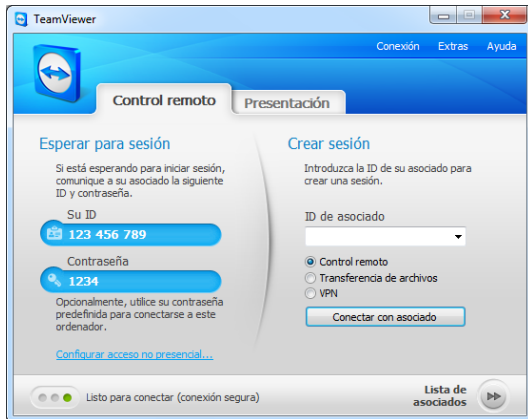 TeamViewer
Conexión Extras Ayuda
Control remoto
Presentación
Esperar para sesión
Si está esperando para iniciar sesión,
comunique a su asociado la siguiente
ID y contraseña.
Su ID
123 456 789
Contraseña
1234
Opcionalmente, utilice su contraseña
predefinida para conectarse a este
ordenador.
Configurar acceso no presencial...
Crear sesión
Introduzca la ID de su asociado para
crear una sesión.
ID de asociado
Control remoto
Transferencia de archivos
VPN
Conectar con asociado
Listo para conectar (conexión segura)
Lista de
asociados